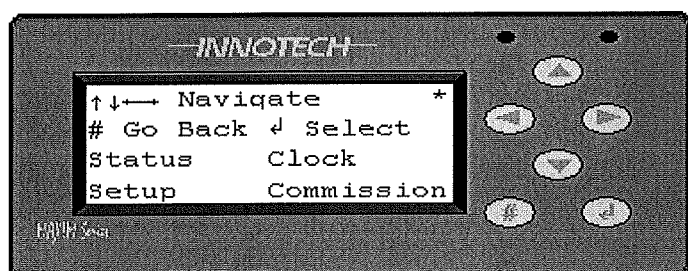 INNOTECH
↑↓←→ Navigate *
# Go Back ↲ Select
Status Clock
Setup Commission
# ↲